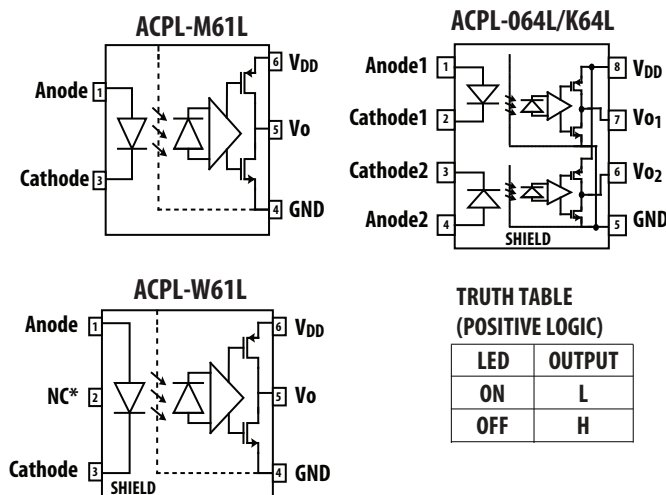 ACPL-M61L
Anode 1
Cathode 3
6 VDD
5 Vo
4 GND
ACPL-064L/K64L
Anode1 1
Cathode1 2
Cathode2 3
Anode2 4
8 VDD
7 Vo1
6 Vo2
5 GND
SHIELD
ACPL-W61L
Anode 1
NC* 2
Cathode 3
6 VDD
5 Vo
4 GND
SHIELD
TRUTH TABLE
(POSITIVE LOGIC)
LED OUTPUT
ON L
OFF H